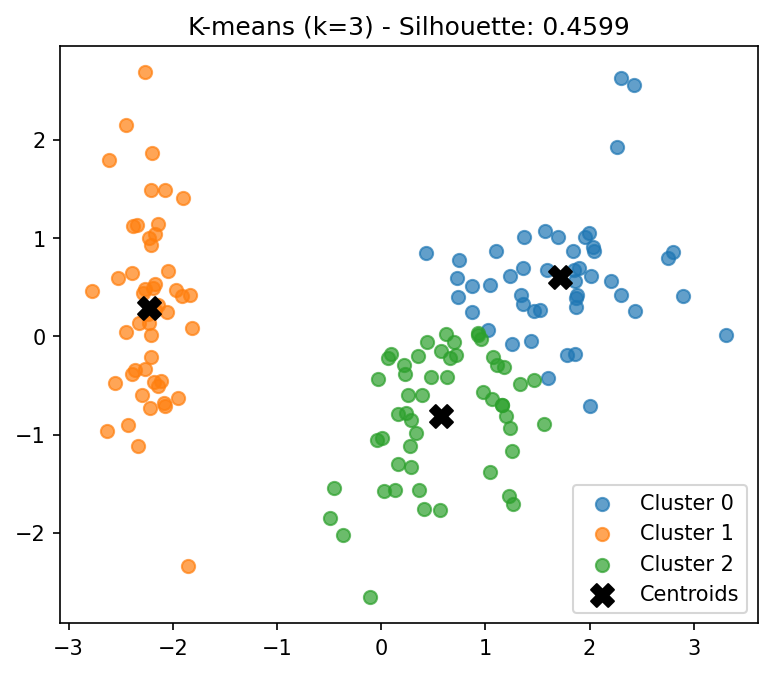 K-means (k=3) - Silhouette: 0.4599
2
1
0
−1
−2
−3
−2
−1
0
1
2
3
Cluster 0
Cluster 1
Cluster 2
Centroids